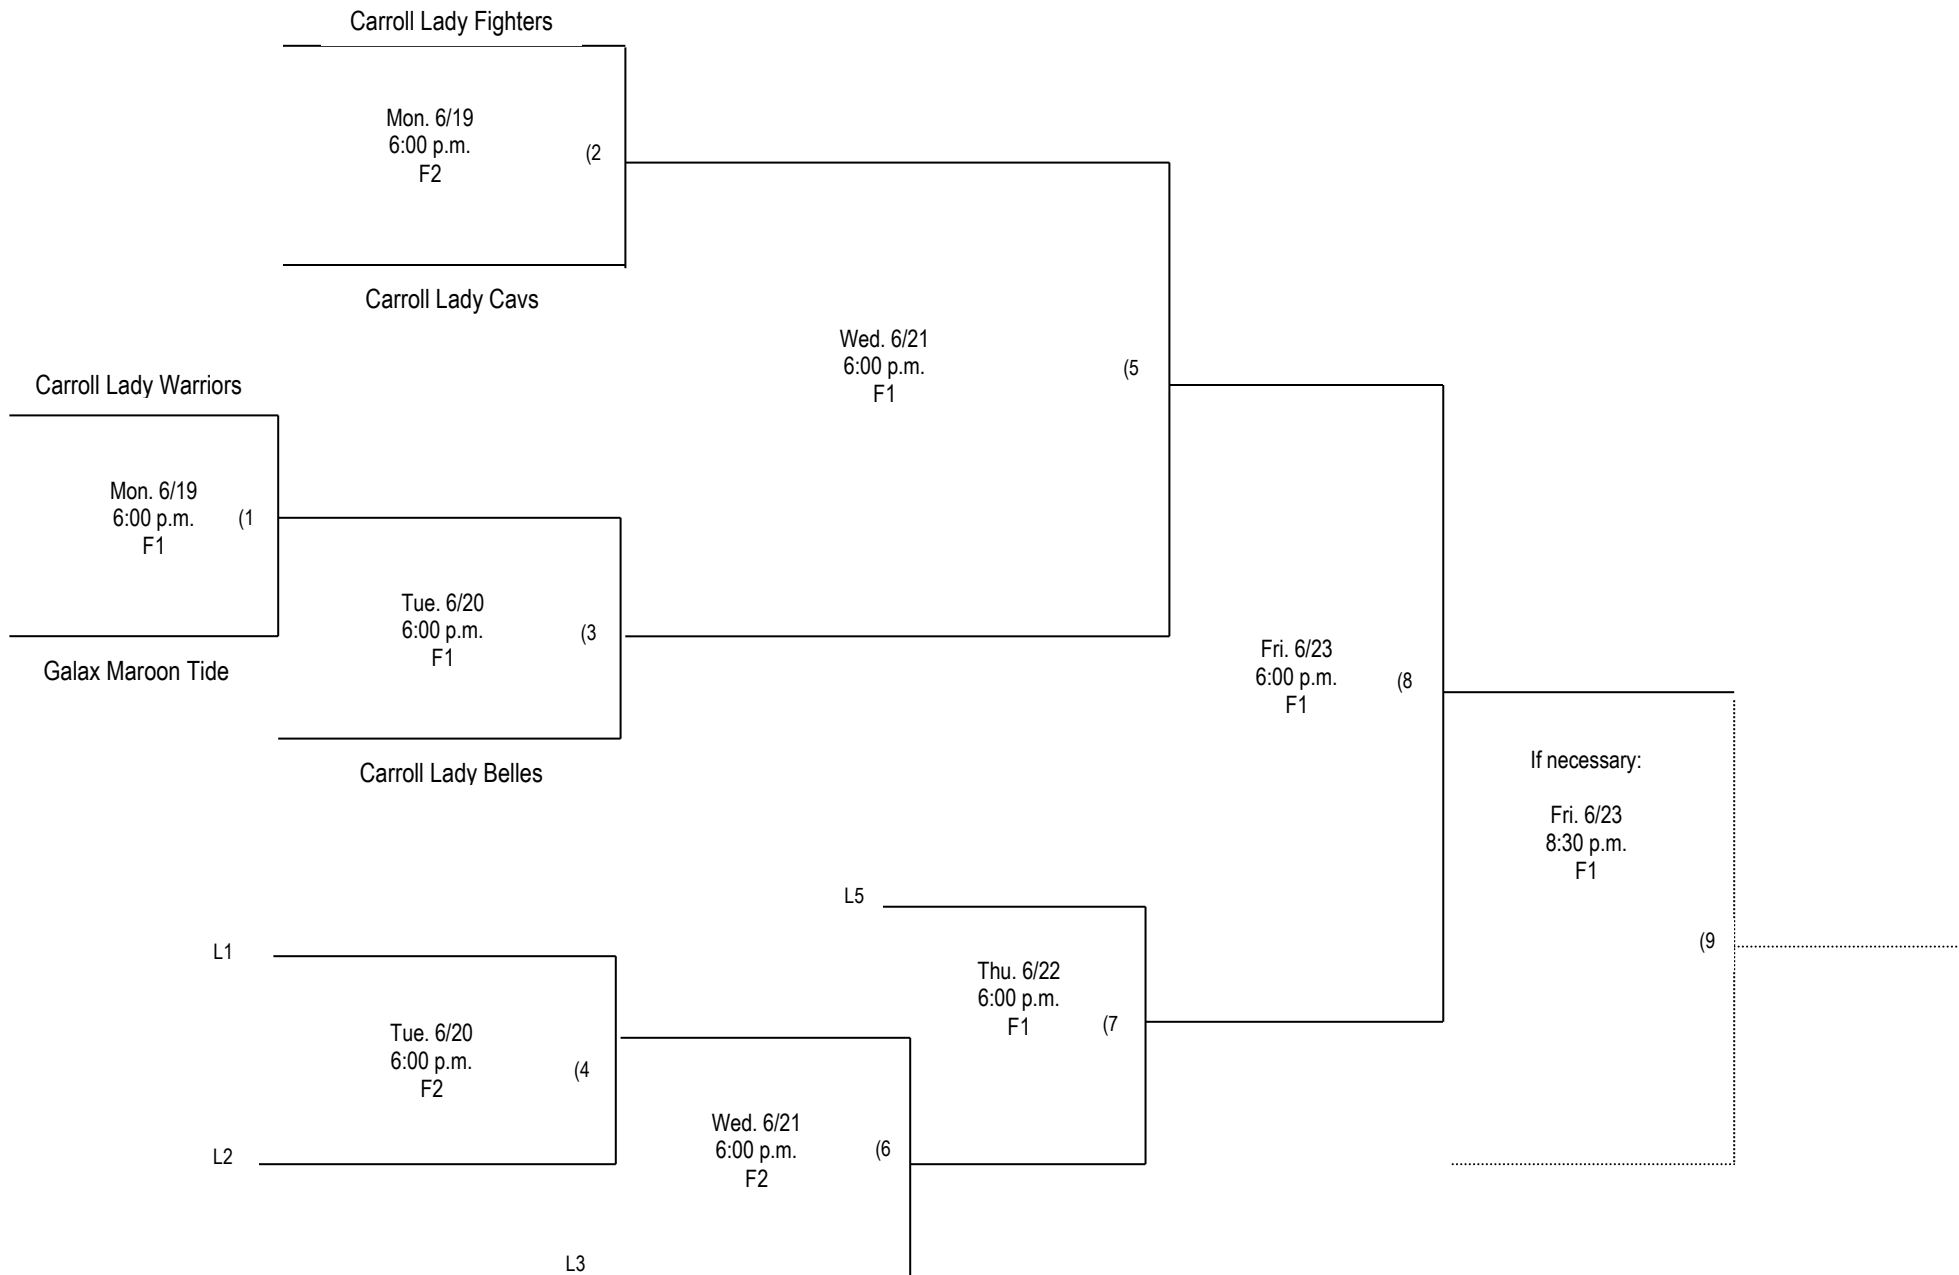 Carroll Lady Fighters
Mon. 6/19
6:00 p.m.
F2
(2
Carroll Lady Cavs
Wed. 6/21
6:00 p.m.
F1
(5
Carroll Lady Warriors
Mon. 6/19
6:00 p.m.
F1
(1
Galax Maroon Tide
Tue. 6/20
6:00 p.m.
F1
(3
Carroll Lady Belles
Fri. 6/23
6:00 p.m.
F1
(8
If necessary:
Fri. 6/23
8:30 p.m.
F1
(9
L5
Thu. 6/22
6:00 p.m.
F1
(7
L1
Tue. 6/20
6:00 p.m.
F2
(4
L2
Wed. 6/21
6:00 p.m.
F2
(6
L3